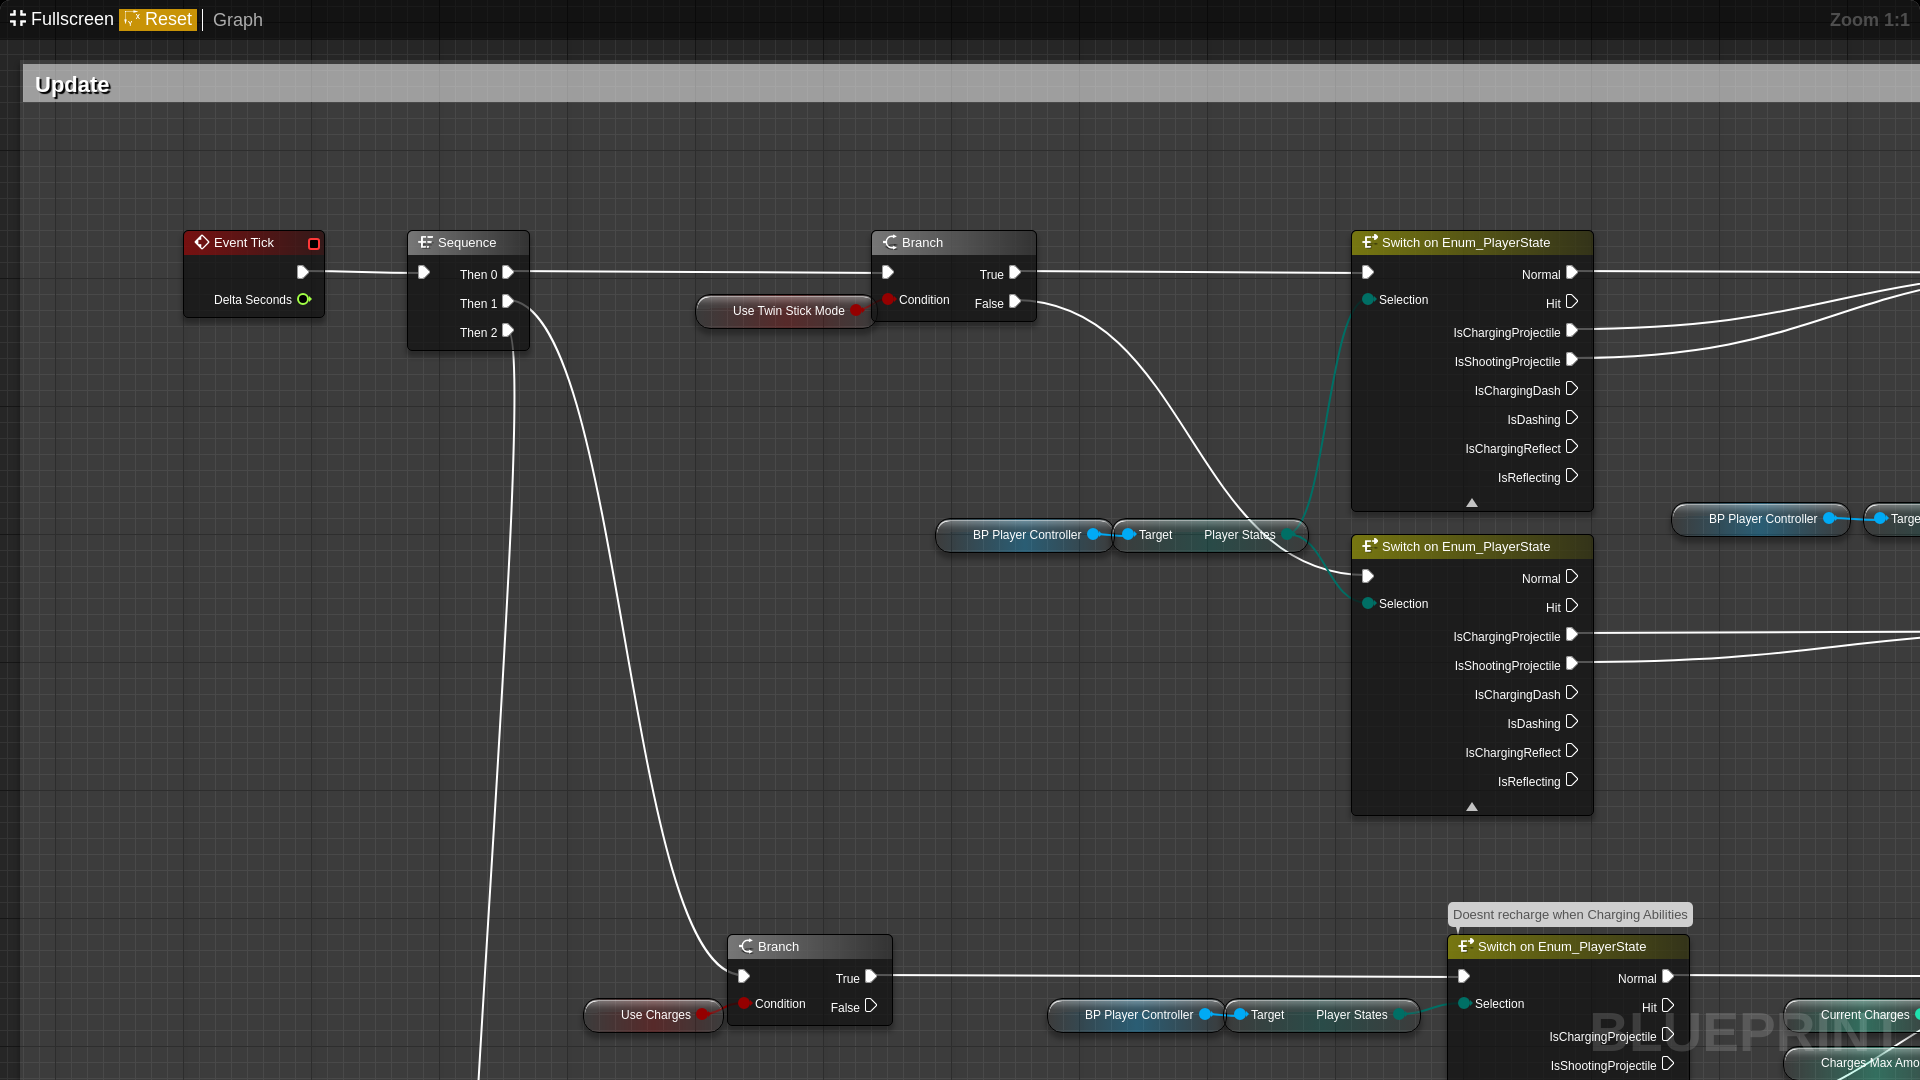 Fullscreen Reset Graph
Zoom 1:1
Update
Event Tick
Delta Seconds
Sequence
Then 0
Then 1
Then 2
Branch
True
Condition
False
Use Twin Stick Mode
Switch on Enum_PlayerState
Normal
Selection
Hit
IsChargingProjectile
IsShootingProjectile
IsChargingDash
IsDashing
IsChargingReflect
IsReflecting
BP Player Controller
Target
Player States
BP Player Controller
Targe
Switch on Enum_PlayerState
Normal
Selection
Hit
IsChargingProjectile
IsShootingProjectile
IsChargingDash
IsDashing
IsChargingReflect
IsReflecting
Branch
True
Condition
False
Use Charges
BP Player Controller
Target
Player States
Doesnt recharge when Charging Abilities
Switch on Enum_PlayerState
Normal
Selection
Hit
IsChargingProjectile
IsShootingProjectile
Current Charges
Charges Max Amo
BLUEPRINT